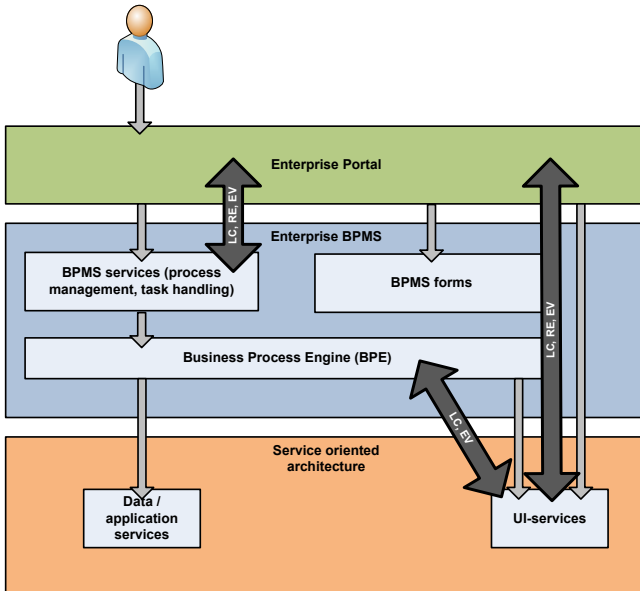 Enterprise Portal
LC, RE, EV
Enterprise BPMS
BPMS services (process
management, task handling)
BPMS forms
LC, RE, EV
Business Process Engine (BPE)
LC, EV
Service oriented
architecture
Data /
application
services
UI-services